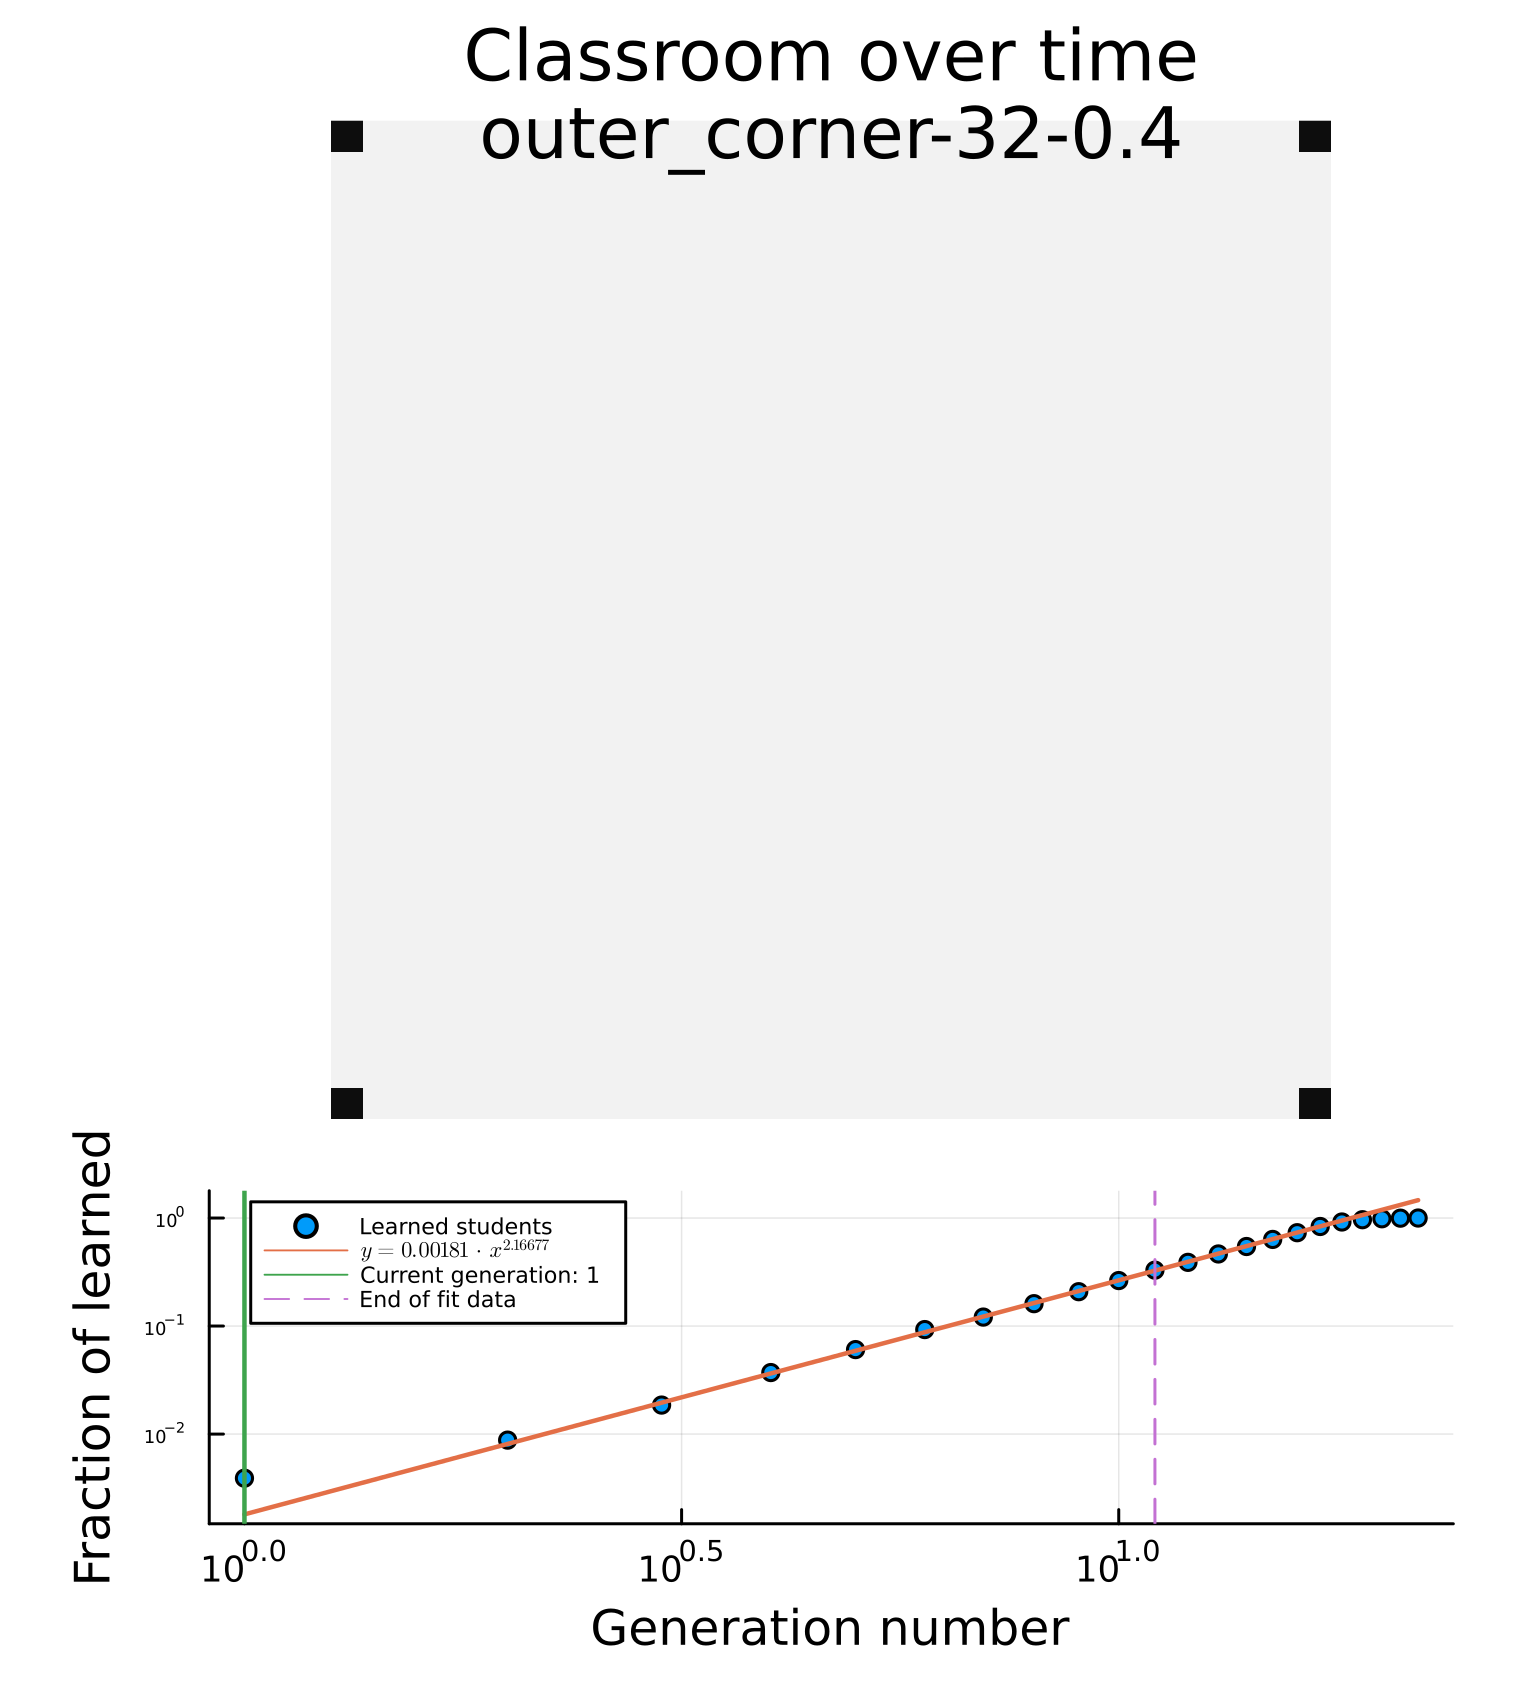 Classroom over time
outer_corner-32-0.4
Fraction of learned
10^0
10^−1
10^−2
Learned students
y = 0.00181 · x^2.16677
Current generation: 1
End of fit data
10^0.0
10^0.5
10^1.0
Generation number